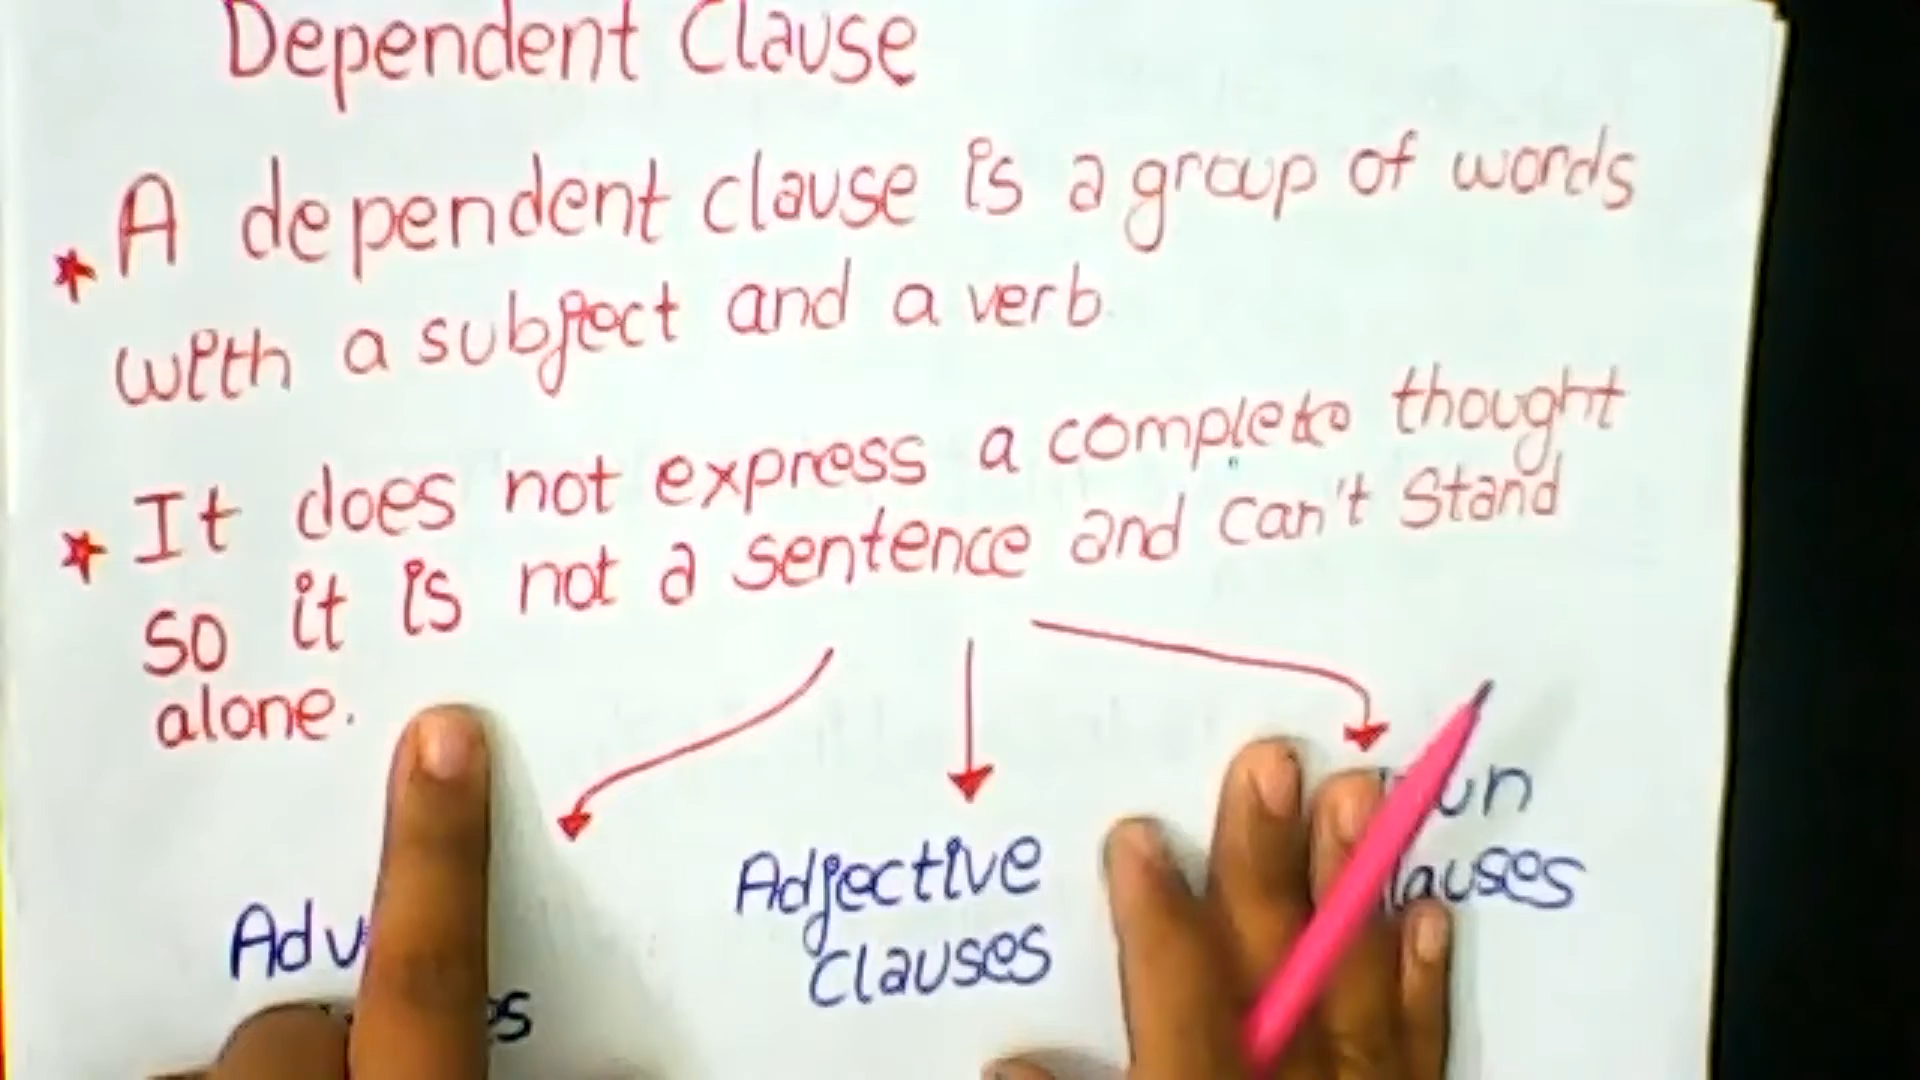 Dependent Clause
A dependent clause is a group of words
with a subject and a verb.
It does not express a complete thought
so it is not a sentence and can't stand
alone.
Adjective
clauses